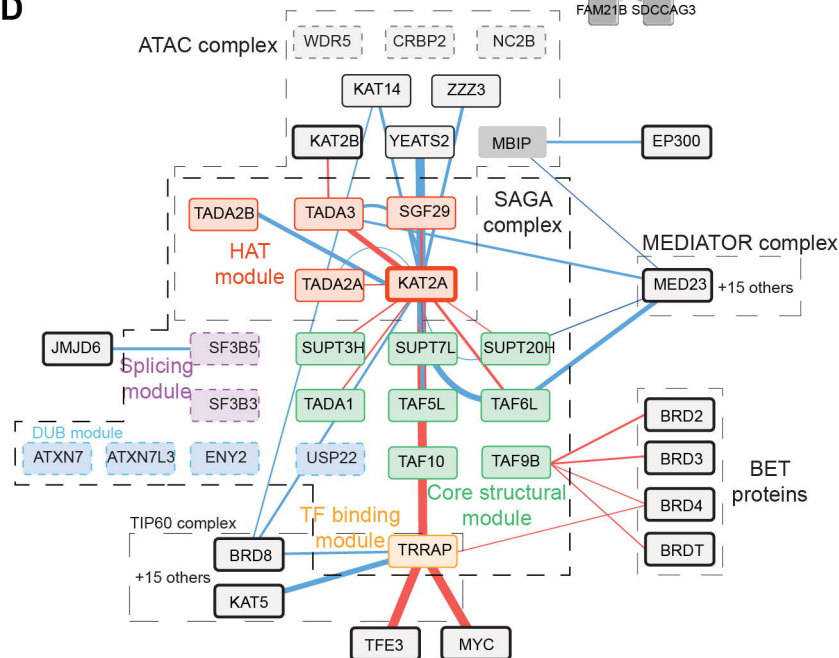 D
FAM21B SDCCAG3
ATAC complex
WDR5 CRBP2 NC2B
KAT14 ZZZ3
KAT2B YEATS2 MBIP EP300
TADA2B TADA3 SGF29
SAGA
complex
HAT
module
MEDIATOR complex
TADA2A KAT2A MED23 +15 others
JMJD6 SF3B5 SUPT3H SUPT7L SUPT20H
Splicing
module
SF3B3 TADA1 TAF5L TAF6L BRD2
DUB module
ATXN7 ATXN7L3 ENY2 USP22 TAF10 TAF9B BRD3
BET
proteins
Core structural
module
BRD4
TF binding
module
TIP60 complex
BRD8 TRRAP BRDT
+15 others
KAT5
TFE3 MYC